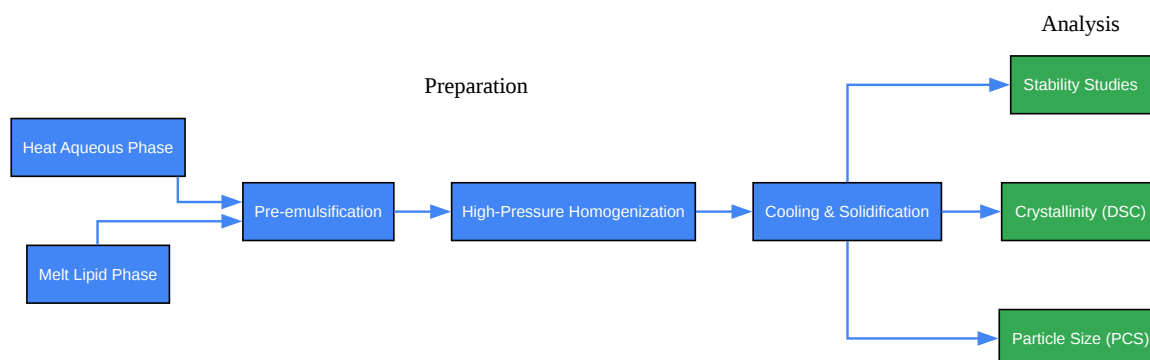 Analysis
Stability Studies
Preparation
Heat Aqueous Phase
Pre-emulsification
High-Pressure Homogenization
Cooling & Solidification
Crystallinity (DSC)
Melt Lipid Phase
Particle Size (PCS)